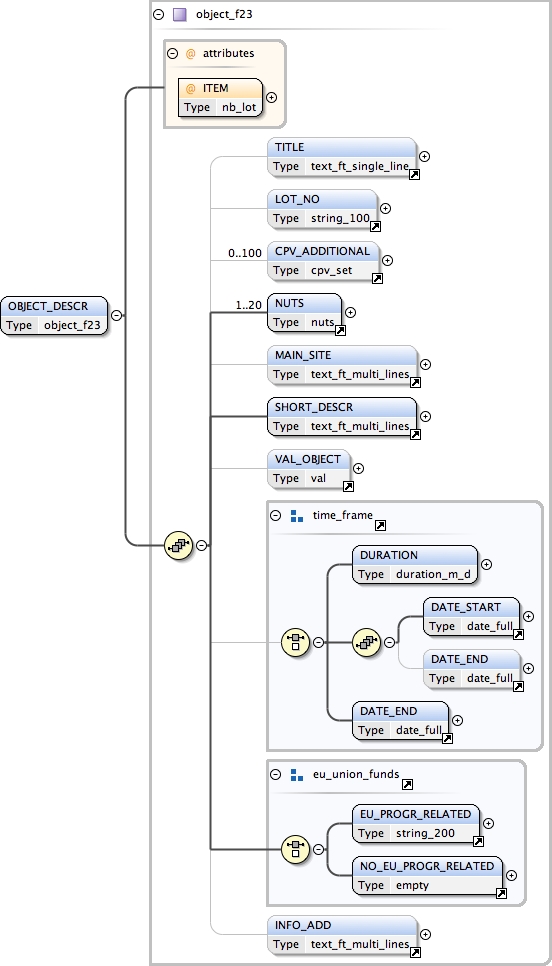 object_f23
@ attributes
@ ITEM
Type nb_lot
TITLE
Type text_ft_single_line
LOT_NO
Type string_100
0..100 CPV_ADDITIONAL
Type cpv_set
OBJECT_DESCR
Type object_f23
1..20 NUTS
Type nuts
MAIN_SITE
Type text_ft_multi_lines
SHORT_DESCR
Type text_ft_multi_lines
VAL_OBJECT
Type val
time_frame
DURATION
Type duration_m_d
DATE_START
Type date_full
DATE_END
Type date_full
DATE_END
Type date_full
eu_union_funds
EU_PROGR_RELATED
Type string_200
NO_EU_PROGR_RELATED
Type empty
INFO_ADD
Type text_ft_multi_lines